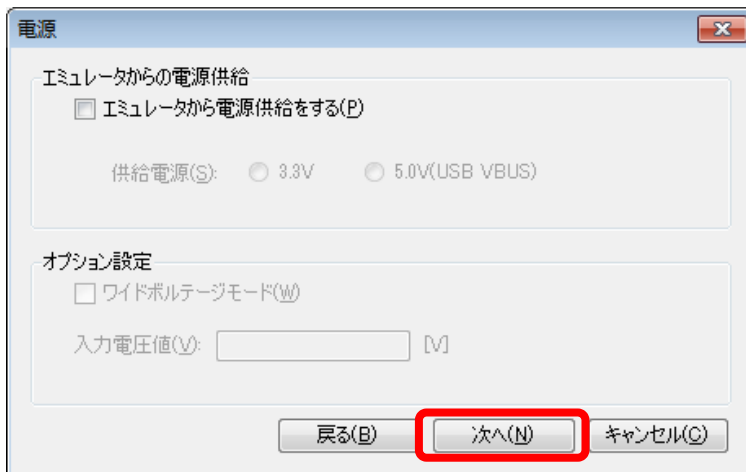 電源
エミュレータからの電源供給
エミュレータから電源供給をする(P)
供給電源(S): 3.3V 5.0V(USB VBUS)
オプション設定
ワイドボルテージモード(W)
入力電圧値(V): [V]
戻る(B) 次へ(N) キャンセル(C)